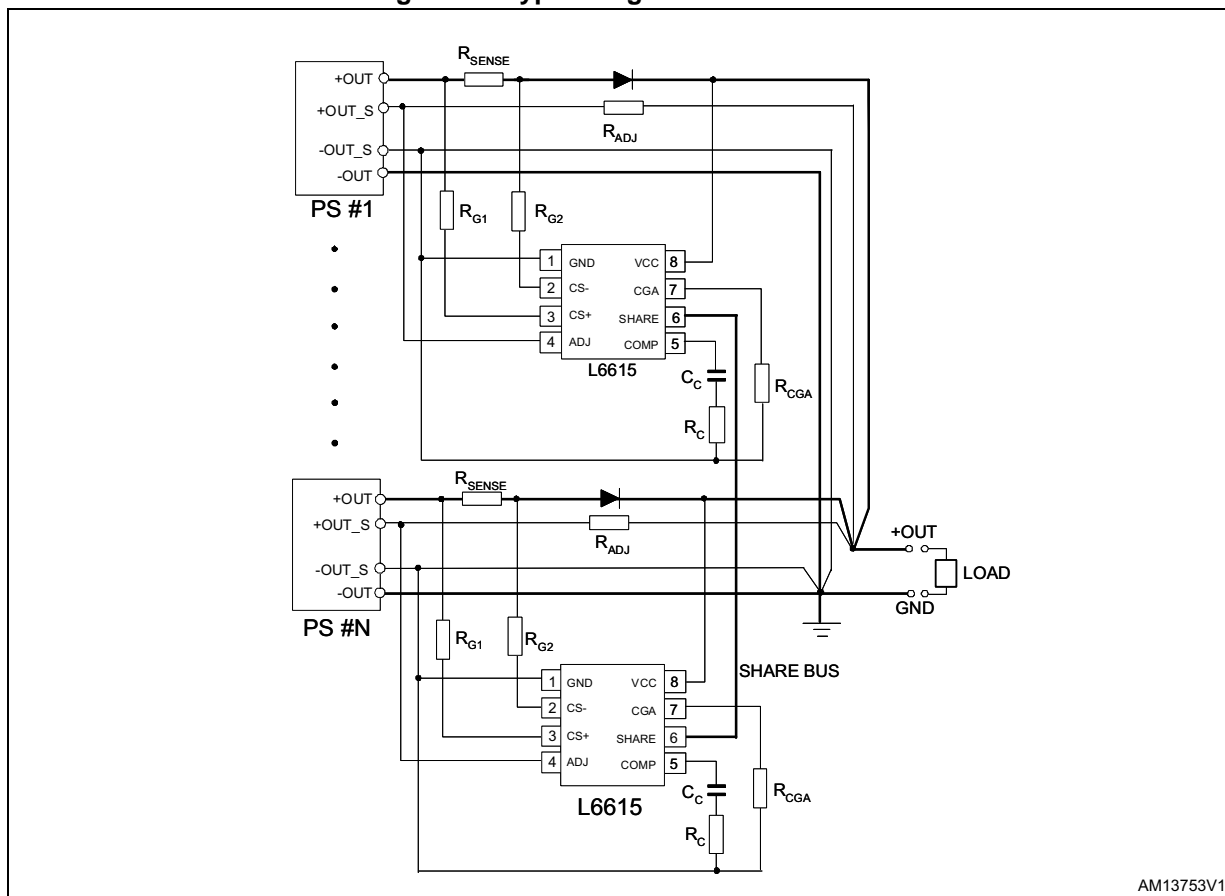 +OUT
+OUT_S
-OUT_S
-OUT
PS #1
R_SENSE
R_ADJ
R_G1
R_G2
1 GND VCC 8
2 CS- CGA 7
3 CS+ SHARE 6
4 ADJ COMP 5
L6615
C_C
R_C
R_CGA
+OUT
+OUT_S
-OUT_S
-OUT
PS #N
R_SENSE
R_ADJ
+OUT
LOAD
GND
R_G1
R_G2
SHARE BUS
1 GND VCC 8
2 CS- CGA 7
3 CS+ SHARE 6
4 ADJ COMP 5
L6615
C_C
R_C
R_CGA
AM13753V1